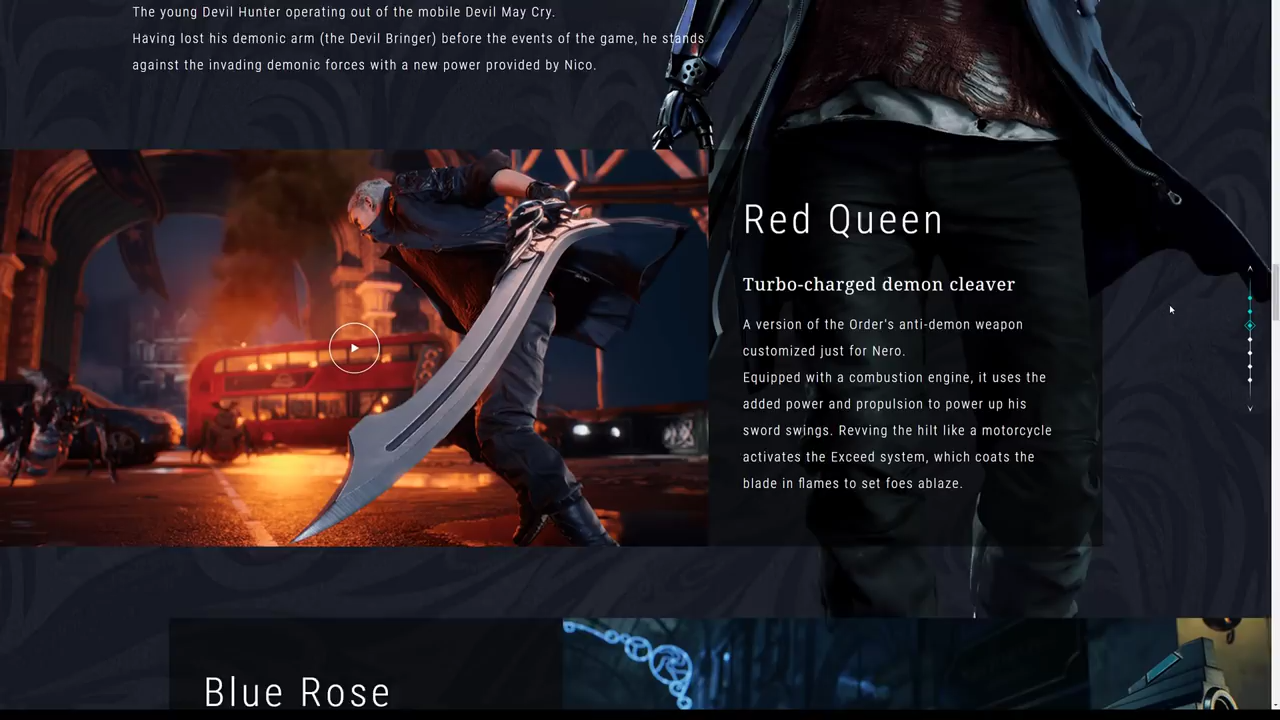 The young Devil Hunter operating out of the mobile Devil May Cry.
Having lost his demonic arm (the Devil Bringer) before the events of the game, he stands
against the invading demonic forces with a new power provided by Nico.
Red Queen
Turbo-charged demon cleaver
A version of the Order's anti-demon weapon
customized just for Nero.
Equipped with a combustion engine, it uses the
added power and propulsion to power up his
sword swings. Revving the hilt like a motorcycle
activates the Exceed system, which coats the
blade in flames to set foes ablaze.
Blue Rose